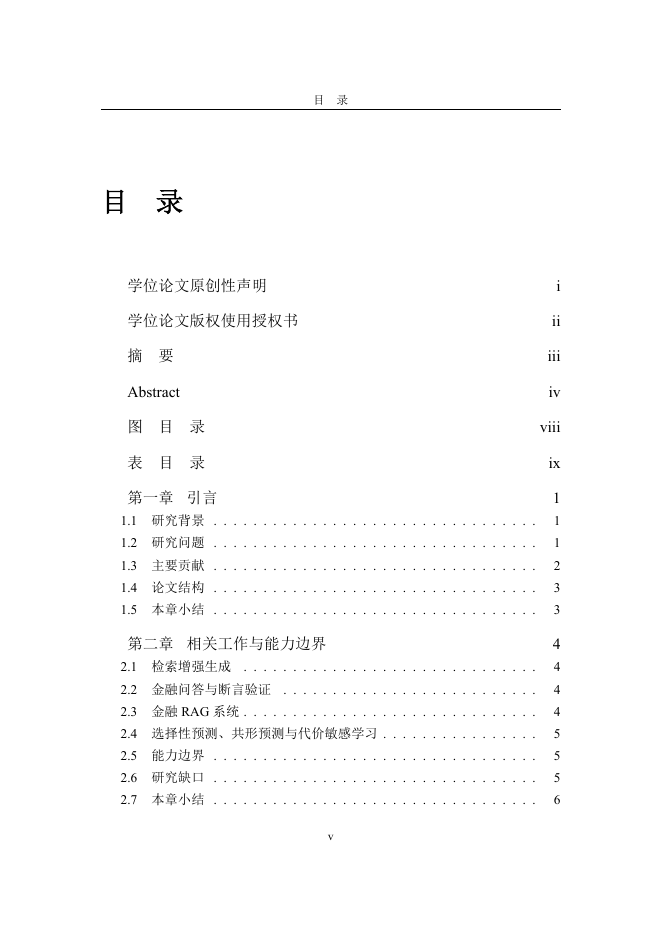 目 录
目 录
学位论文原创性声明 i
学位论文版权使用授权书 ii
摘 要 iii
Abstract iv
图 目 录 viii
表 目 录 ix
第一章 引言 1
1.1 研究背景 . . . . . . . . . . . . . . . . . . . . . . . . . . . . . . . . . 1
1.2 研究问题 . . . . . . . . . . . . . . . . . . . . . . . . . . . . . . . . . 1
1.3 主要贡献 . . . . . . . . . . . . . . . . . . . . . . . . . . . . . . . . . 2
1.4 论文结构 . . . . . . . . . . . . . . . . . . . . . . . . . . . . . . . . . 3
1.5 本章小结 . . . . . . . . . . . . . . . . . . . . . . . . . . . . . . . . . 3
第二章 相关工作与能力边界 4
2.1 检索增强生成 . . . . . . . . . . . . . . . . . . . . . . . . . . . . . . 4
2.2 金融问答与断言验证 . . . . . . . . . . . . . . . . . . . . . . . . . . 4
2.3 金融 RAG 系统 . . . . . . . . . . . . . . . . . . . . . . . . . . . . . . 4
2.4 选择性预测、共形预测与代价敏感学习 . . . . . . . . . . . . . . . . 5
2.5 能力边界 . . . . . . . . . . . . . . . . . . . . . . . . . . . . . . . . . 5
2.6 研究缺口 . . . . . . . . . . . . . . . . . . . . . . . . . . . . . . . . . 5
2.7 本章小结 . . . . . . . . . . . . . . . . . . . . . . . . . . . . . . . . . 6
v